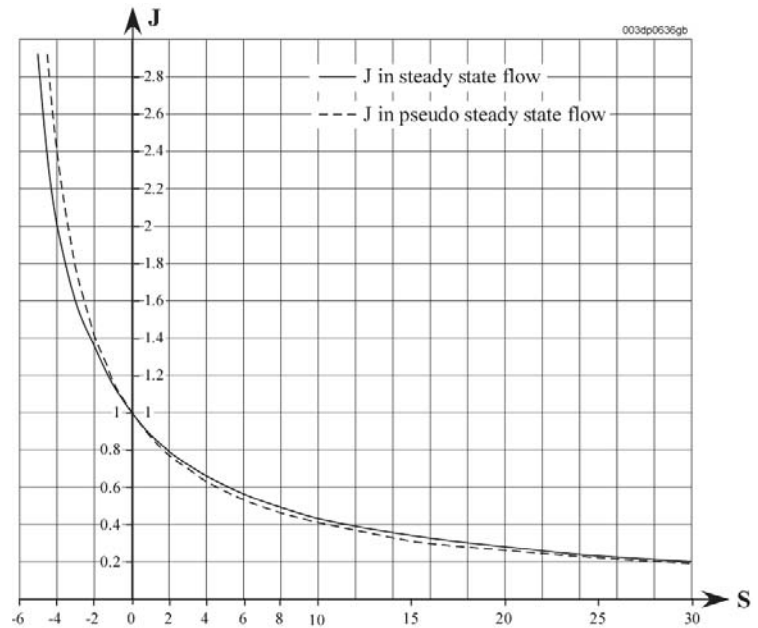 J
003dp0636gb
J in steady state flow
J in pseudo steady state flow
2.8
2.6
2.4
2.2
2
1.8
1.6
1.4
1.2
1 1
0.8
0.6
0.4
0.2
-6 -4 -2 0 2 4 6 8 10 15 20 25 30
S